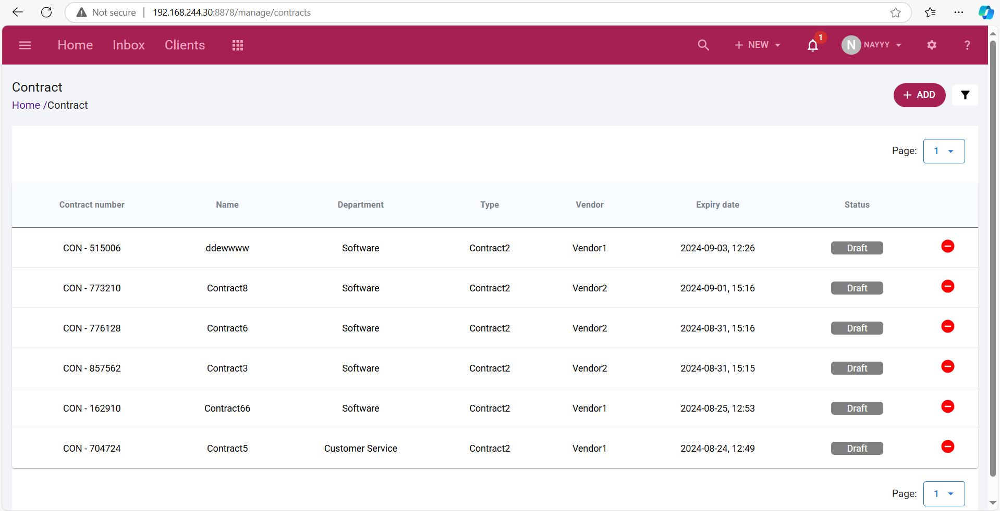 Not secure 192.168.244.30:8878/manage/contracts
Home Inbox Clients + NEW 1 N NAYYY ?
Contract
Home /Contract
+ ADD
Page: 1
Contract number Name Department Type Vendor Expiry date Status
CON - 515006 ddewwww Software Contract2 Vendor1 2024-09-03, 12:26 Draft
CON - 773210 Contract8 Software Contract2 Vendor2 2024-09-01, 15:16 Draft
CON - 776128 Contract6 Software Contract2 Vendor2 2024-08-31, 15:16 Draft
CON - 857562 Contract3 Software Contract2 Vendor2 2024-08-31, 15:15 Draft
CON - 162910 Contract66 Software Contract2 Vendor1 2024-08-25, 12:53 Draft
CON - 704724 Contract5 Customer Service Contract2 Vendor1 2024-08-24, 12:49 Draft
Page: 1